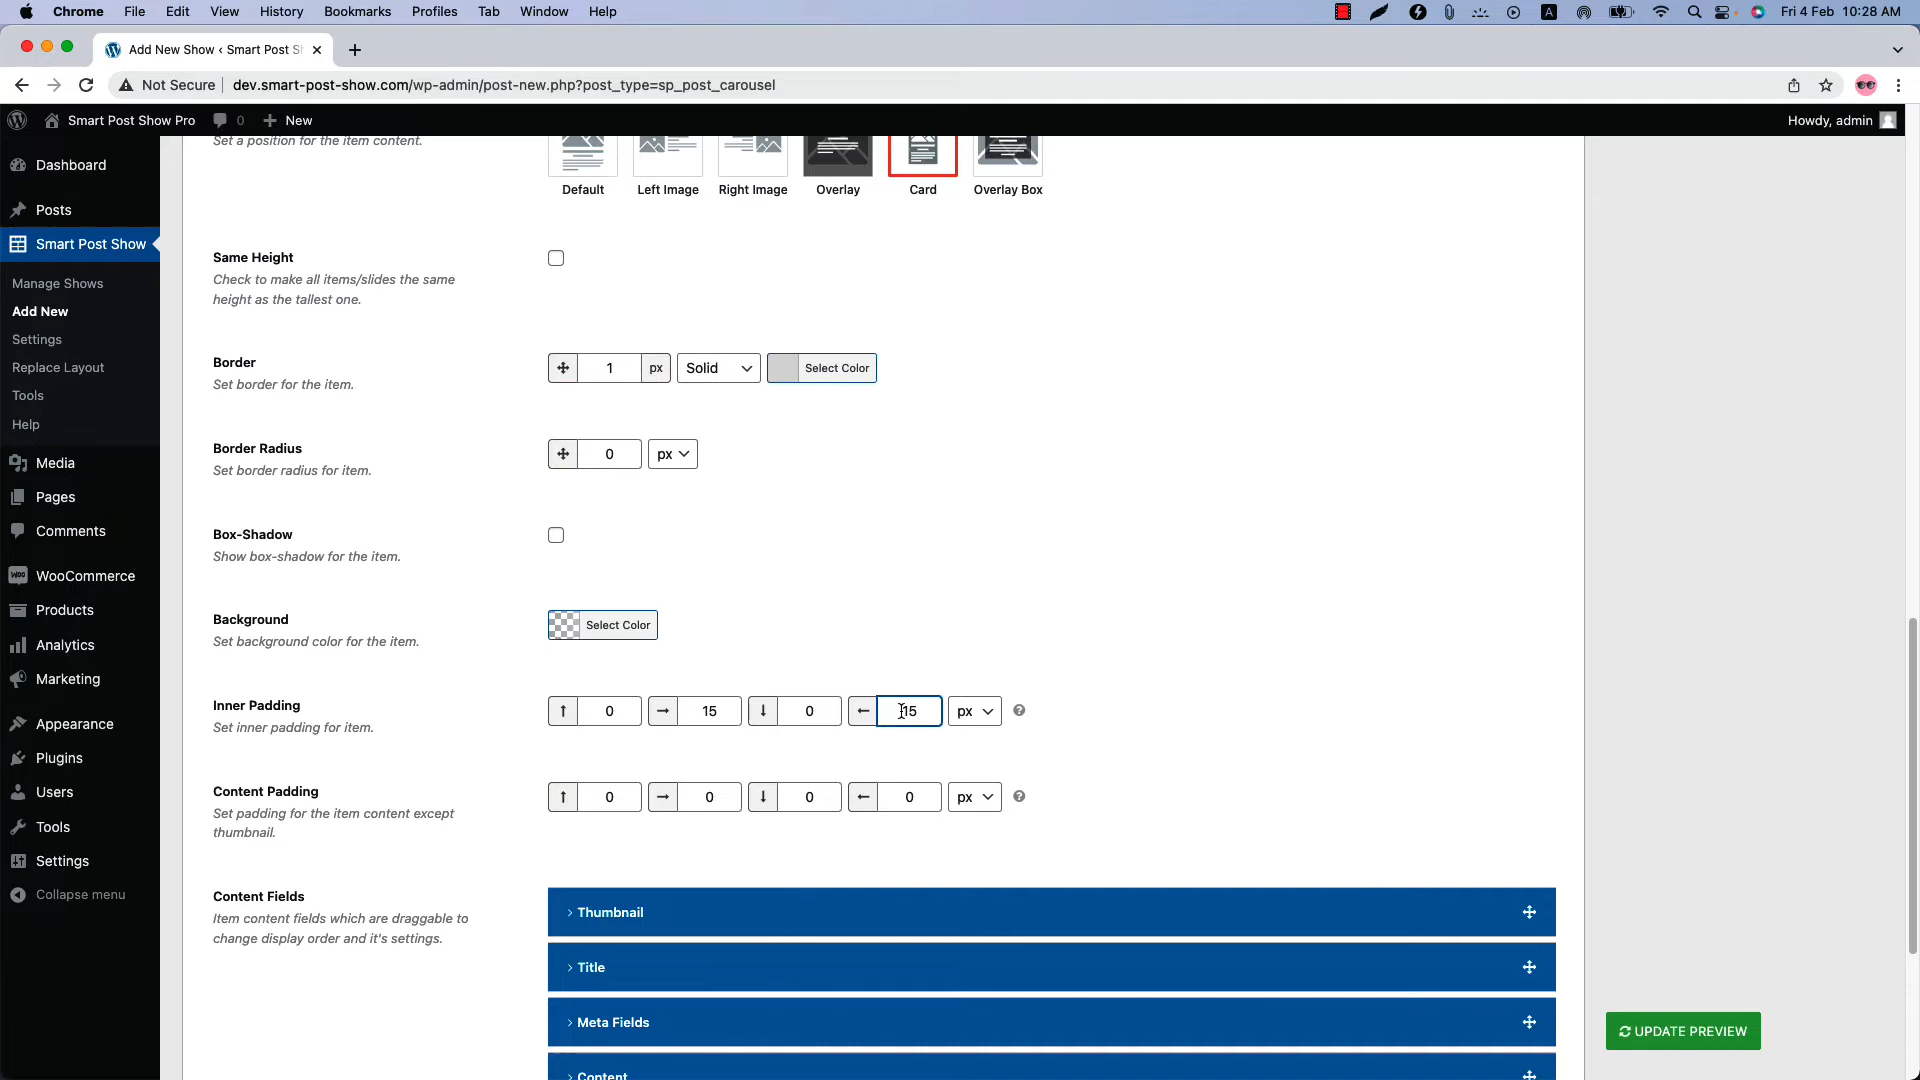 Chrome File Edit View History Bookmarks Profiles Tab Window Help
A
Fri 4 Feb 10:28 AM
Add New Show ‹ Smart Post S
Not Secure dev.smart-post-show.com/wp-admin/post-new.php?post_type=sp_post_carousel
Smart Post Show Pro 0 New
Howdy, admin
Dashboard
Posts
Smart Post Show
Manage Shows
Add New
Settings
Replace Layout
Tools
Help
Media
Pages
Comments
Woo WooCommerce
Products
Analytics
Marketing
Appearance
Plugins
Users
Tools
Settings
Collapse menu
Set a position for the item content.
Default Left Image Right Image Overlay Card Overlay Box
Same Height
Check to make all items/slides the same
height as the tallest one.
Border
Set border for the item.
1 px Solid Select Color
Border Radius
Set border radius for item.
0 px
Box-Shadow
Show box-shadow for the item.
Background
Set background color for the item.
Select Color
Inner Padding
Set inner padding for item.
↑ 0 → 15 ↓ 0 ← 15 px
Content Padding
Set padding for the item content except
thumbnail.
↑ 0 → 0 ↓ 0 ← 0 px
Content Fields
Item content fields which are draggable to
change display order and it's settings.
Thumbnail
Title
Meta Fields
Content
UPDATE PREVIEW